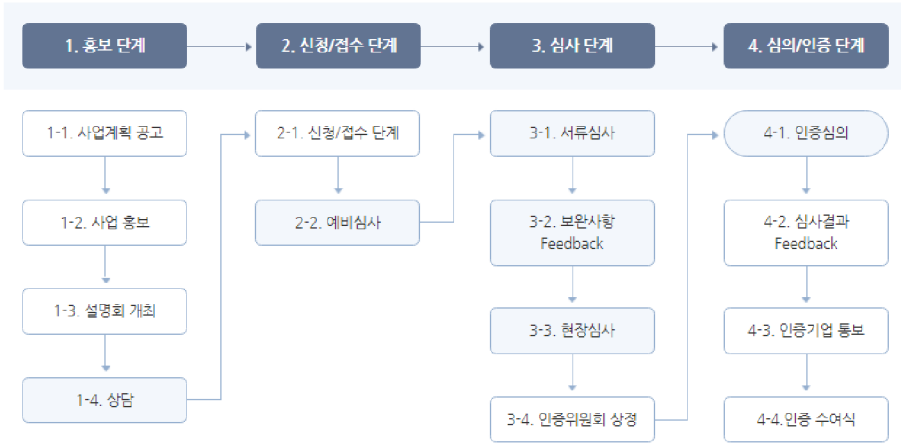 1. 홍보 단계
2. 신청/접수 단계
3. 심사 단계
4. 심의/인증 단계
1-1. 사업계획 공고
1-2. 사업 홍보
1-3. 설명회 개최
1-4. 상담
2-1. 신청/접수 단계
2-2. 예비심사
3-1. 서류심사
3-2. 보완사항
Feedback
3-3. 현장심사
3-4. 인증위원회 상정
4-1. 인증심의
4-2. 심사결과
Feedback
4-3. 인증기업 통보
4-4.인증 수여식